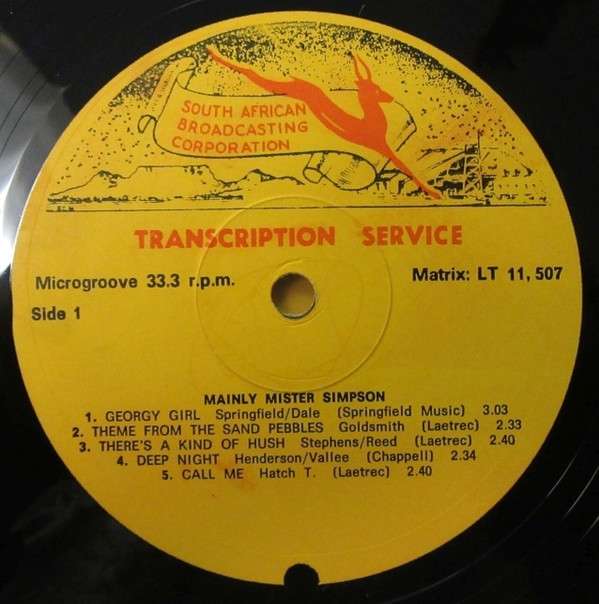 SOUTH AFRICAN
BROADCASTING
CORPORATION
TRANSCRIPTION SERVICE
Microgroove 33.3 r.p.m.
Matrix: LT 11,507
Side 1
MAINLY MISTER SIMPSON
1. GEORGY GIRL Springfield/Dale (Springfield Music) 3.03
2. THEME FROM THE SAND PEBBLES Goldsmith (Laetrec) 2.33
3. THERE'S A KIND OF HUSH Stephens/Reed (Laetrec) 2.40
4. DEEP NIGHT Henderson/Vallee (Chappell) 2.34
5. CALL ME Hatch T. (Laetrec) 2.40